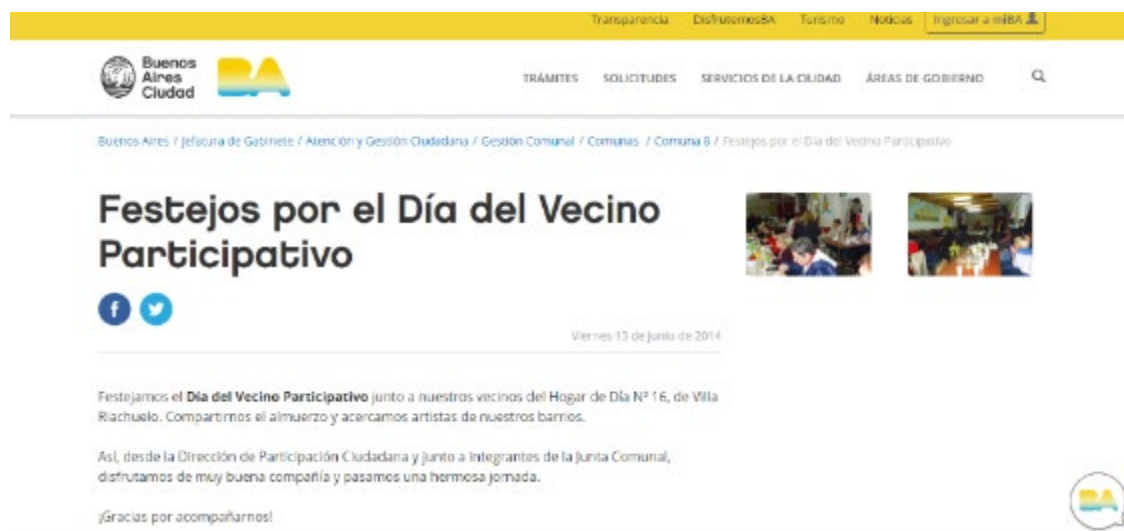 Transparencia DisfrutemosBA Turismo Noticias Ingresar a miBA
Buenos
Aires
Ciudad
BA
TRÁMITES SOLICITUDES SERVICIOS DE LA CIUDAD ÁREAS DE GOBIERNO
Buenos Aires / Jefatura de Gabinete / Atención y Gestión Ciudadana / Gestión Comunal / Comunas / Comuna 8 / Festejos por el Día del Vecino Participativo
Festejos por el Día del Vecino
Participativo
Viernes 13 de Junio de 2014
Festejamos el Día del Vecino Participativo junto a nuestros vecinos del Hogar de Día Nº 16, de Villa
Riachuelo. Compartimos el almuerzo y acercamos artistas de nuestros barrios.
Así, desde la Dirección de Participación Ciudadana y junto a integrantes de la Junta Comunal,
disfrutamos de muy buena compañía y pasamos una hermosa jornada.
¡Gracias por acompañarnos!
BA